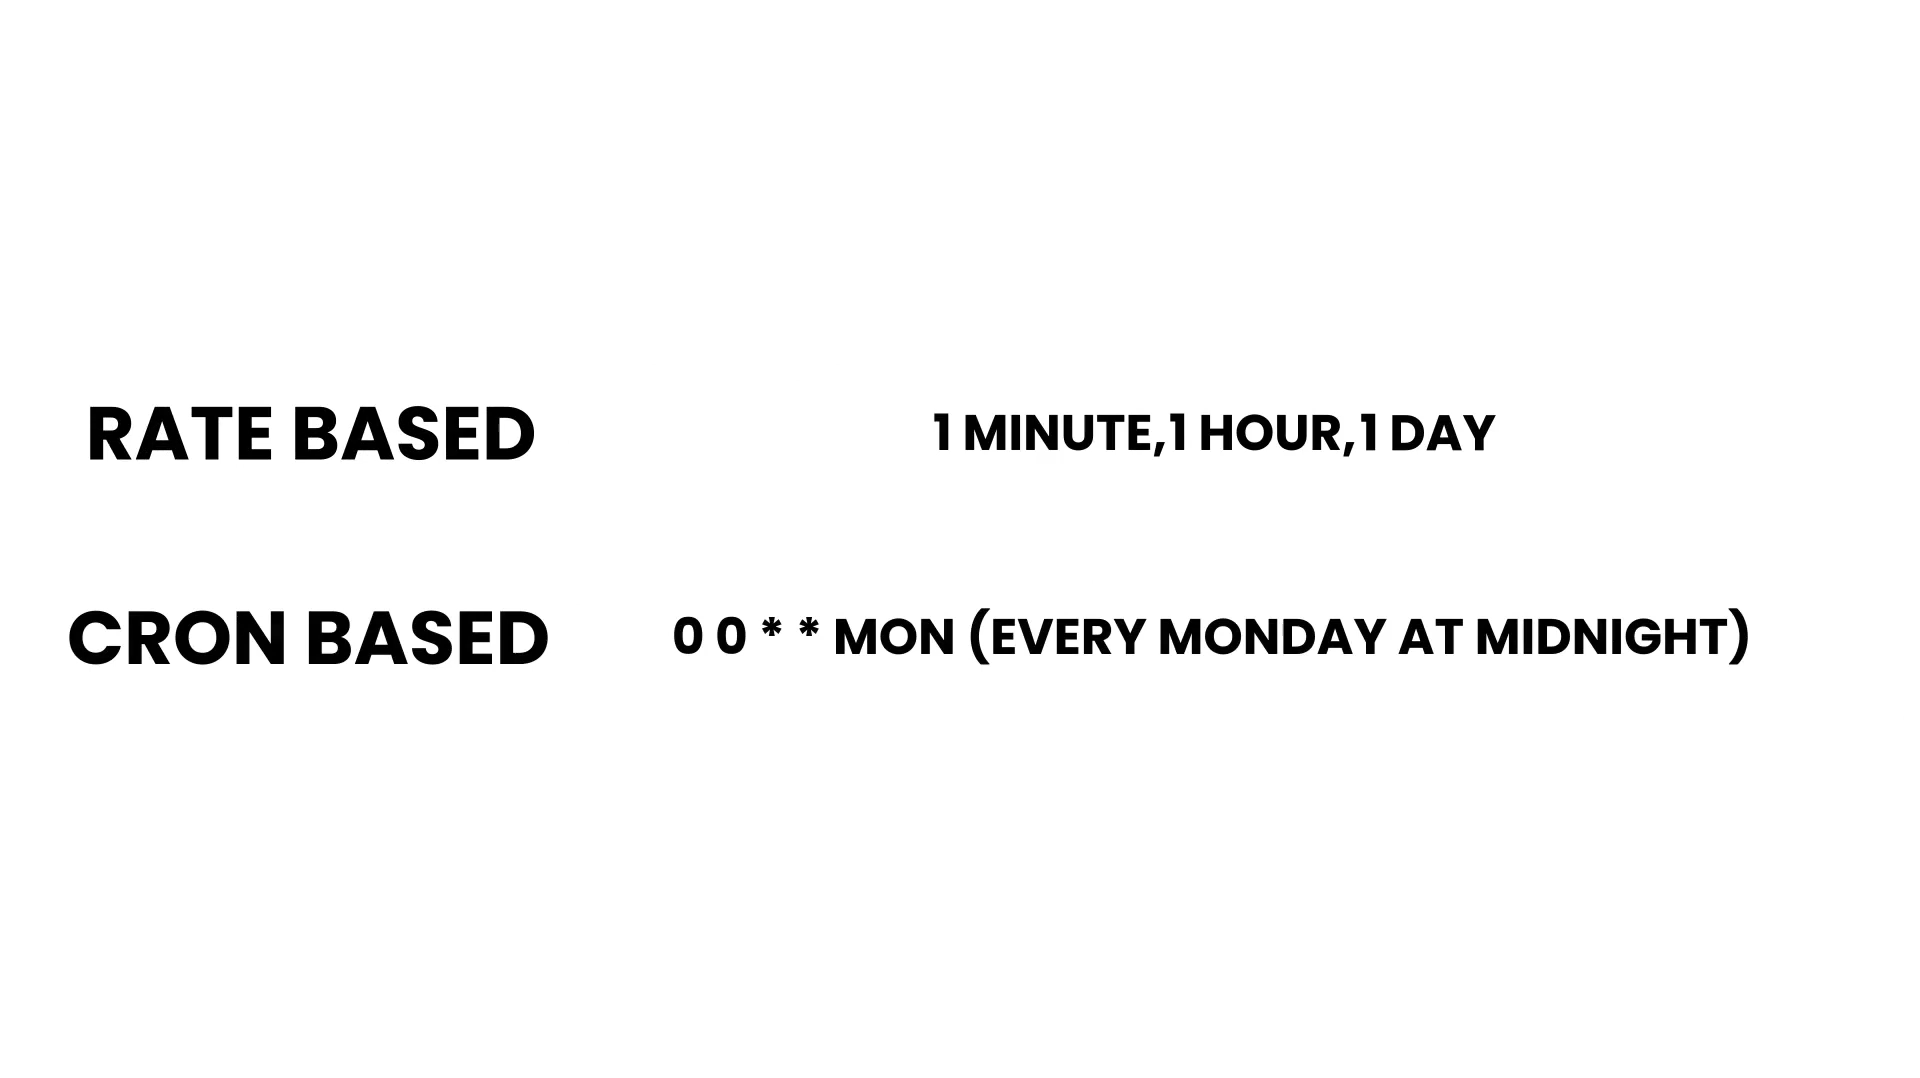 RATE BASED 1 MINUTE,1 HOUR,1 DAY
CRON BASED 0 0 * * MON (EVERY MONDAY AT MIDNIGHT)